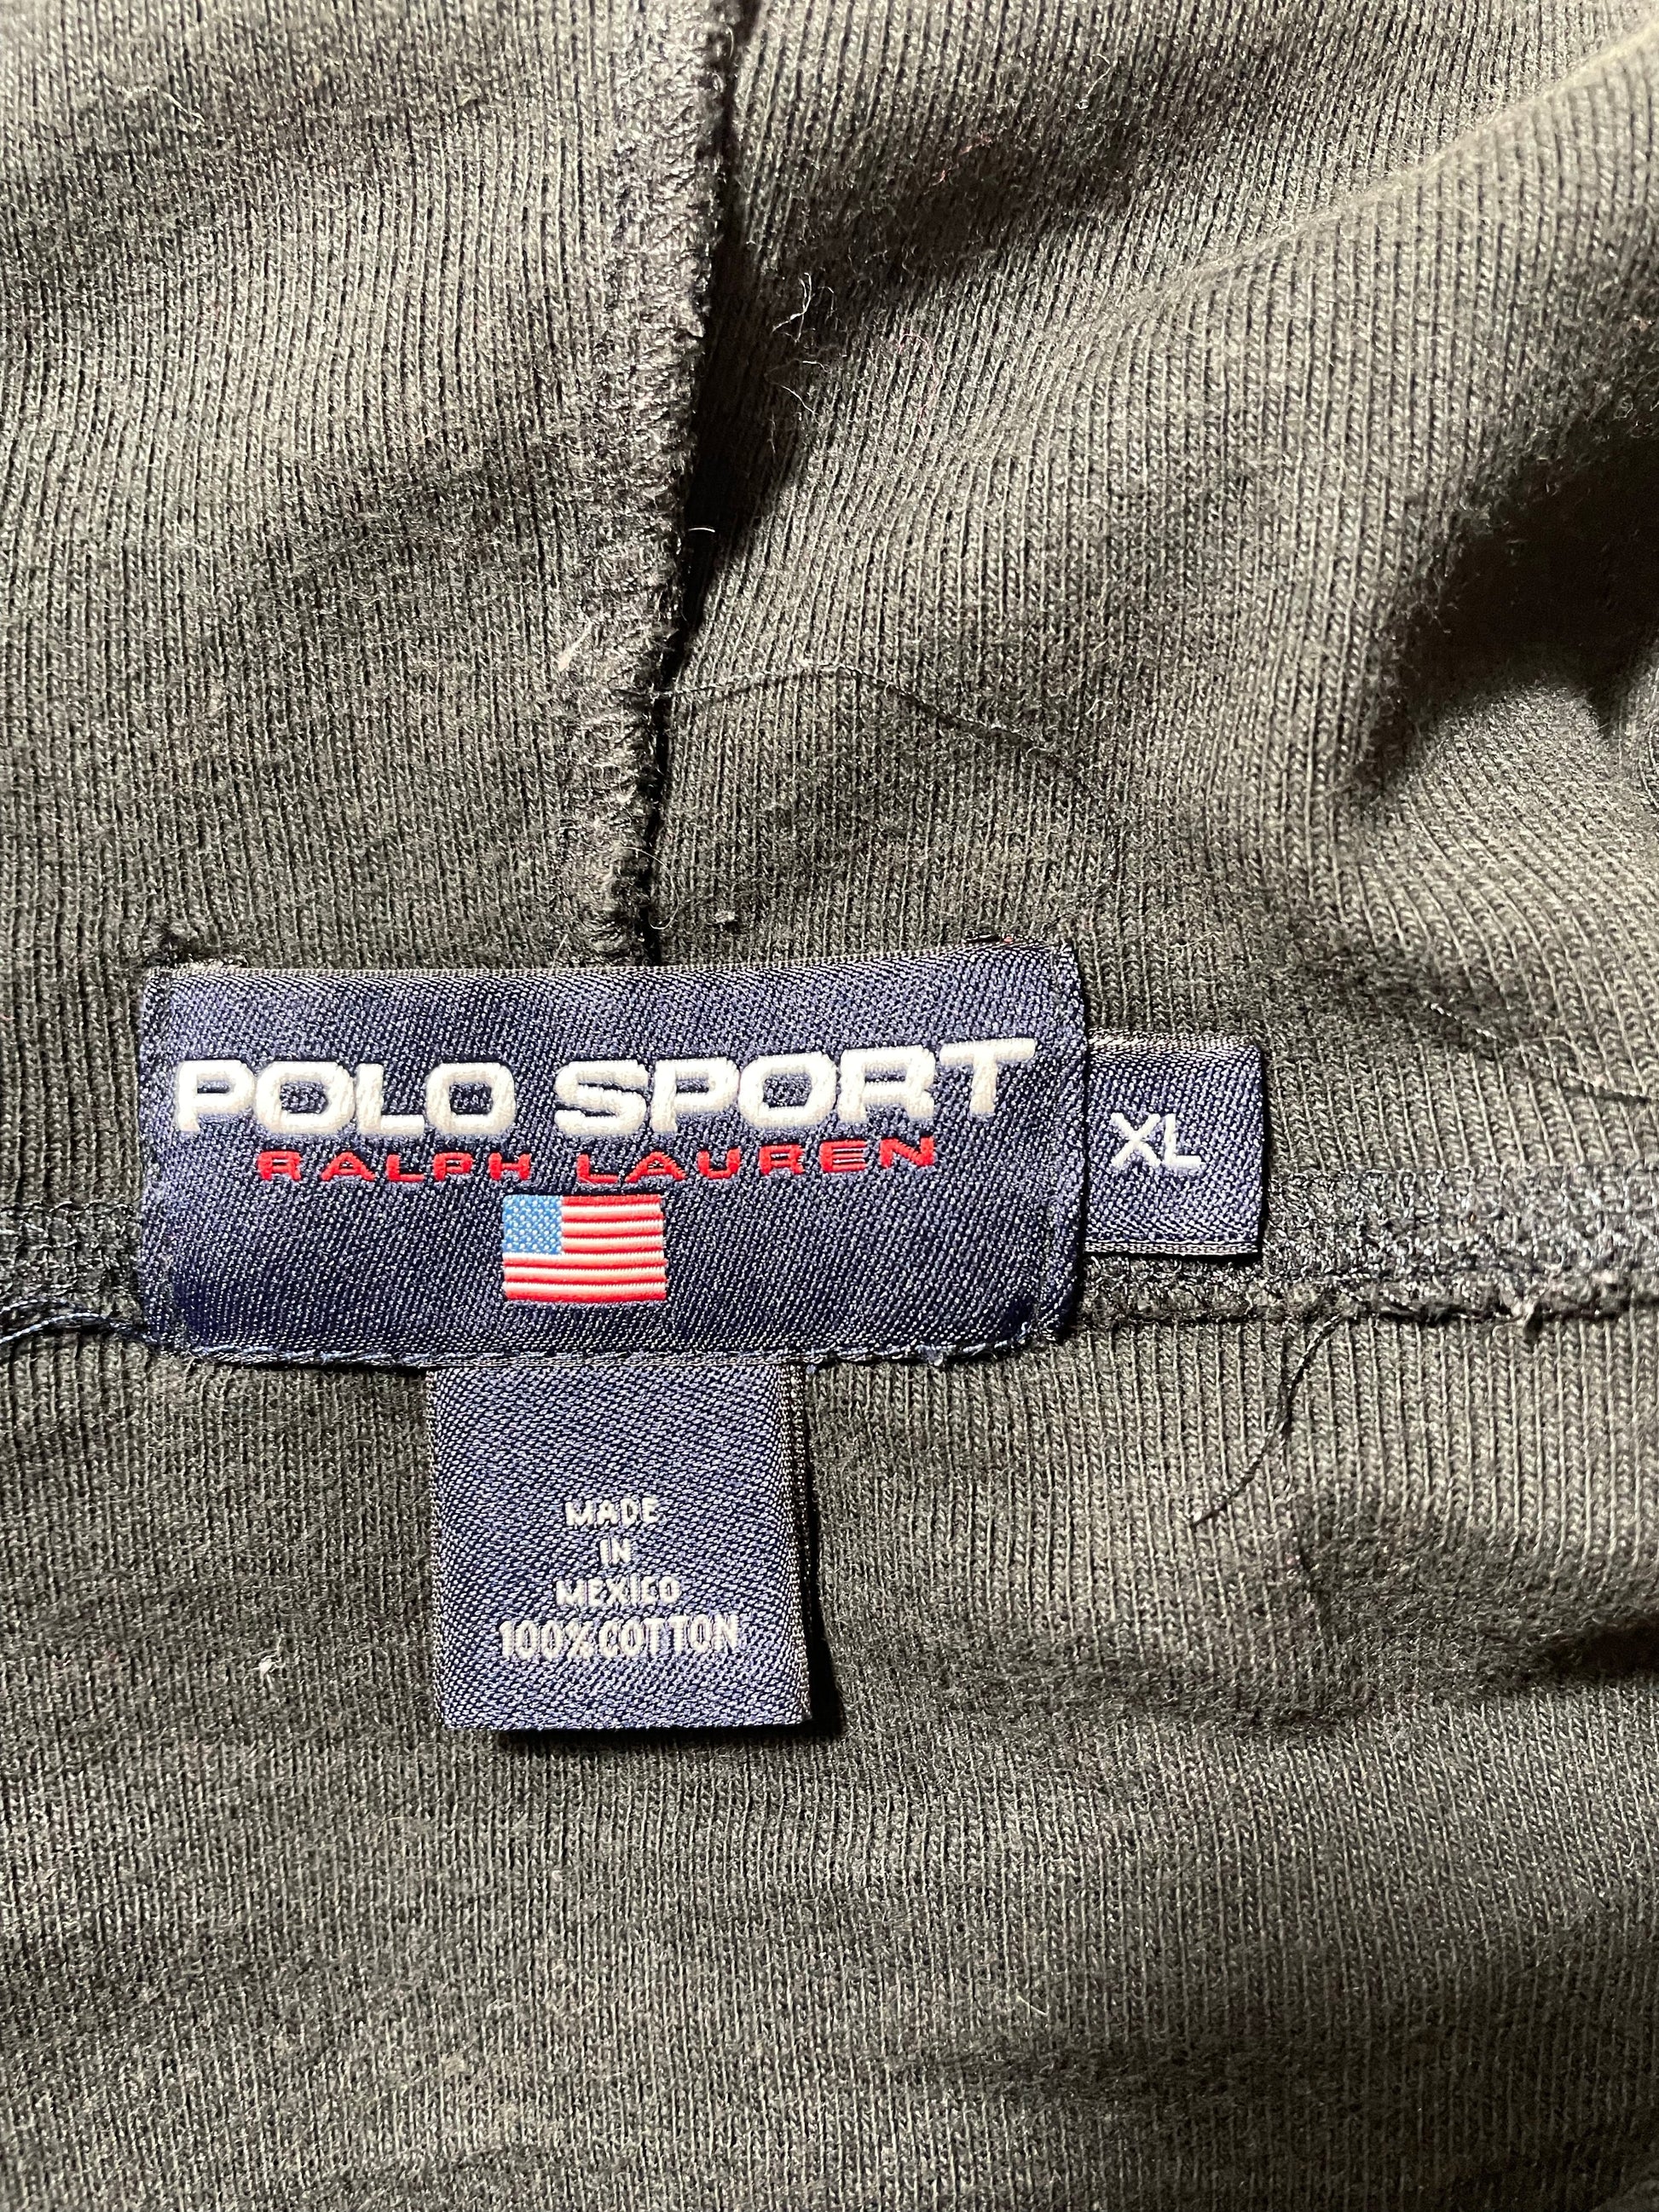 POLO SPORT
RALPH LAUREN
XL
MADE
IN
MEXICO
100% COTTON